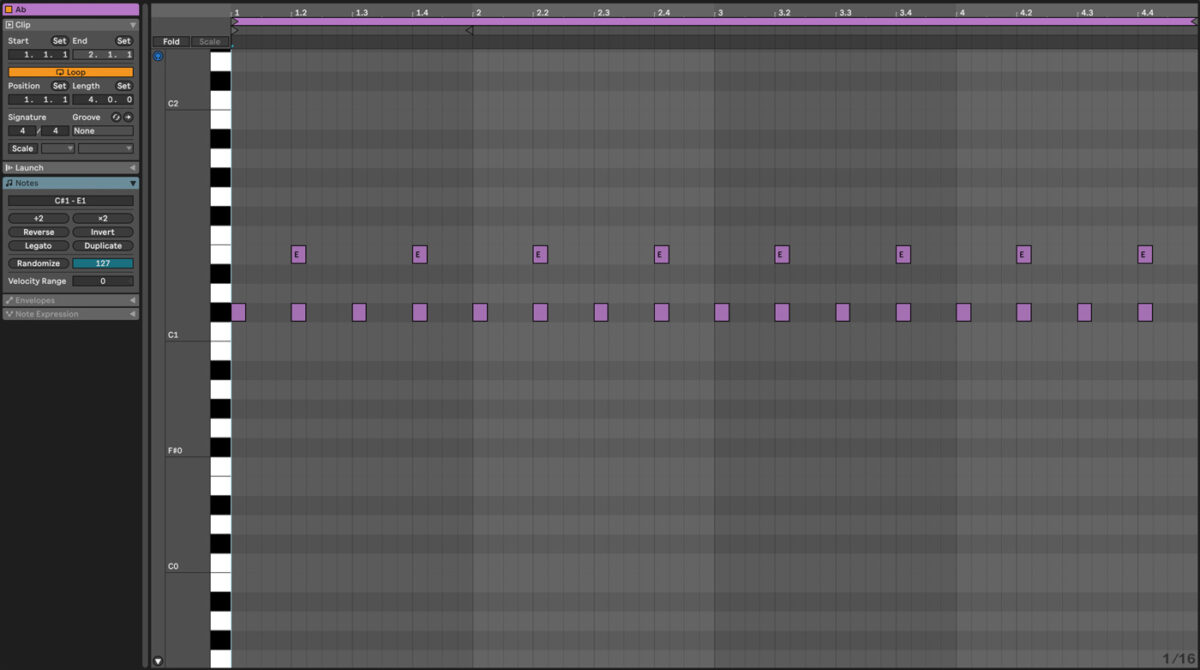 Ab
Clip
Start Set End Set
1. 1. 1 2. 1. 1
Loop
Position Set Length Set
1. 1. 1 4. 0. 0
Signature Groove
4 / 4 None
Scale
Launch
Notes
C#1 - E1
÷2 ×2
Reverse Invert
Legato Duplicate
Randomize 127
Velocity Range 0
Envelopes
Note Expression
1 1.2 1.3 1.4 2 2.2 2.3 2.4 3 3.2 3.3 3.4 4 4.2 4.3 4.4
Fold Scale
C2
E E E E E E E E
C1
F#0
C0
1/16